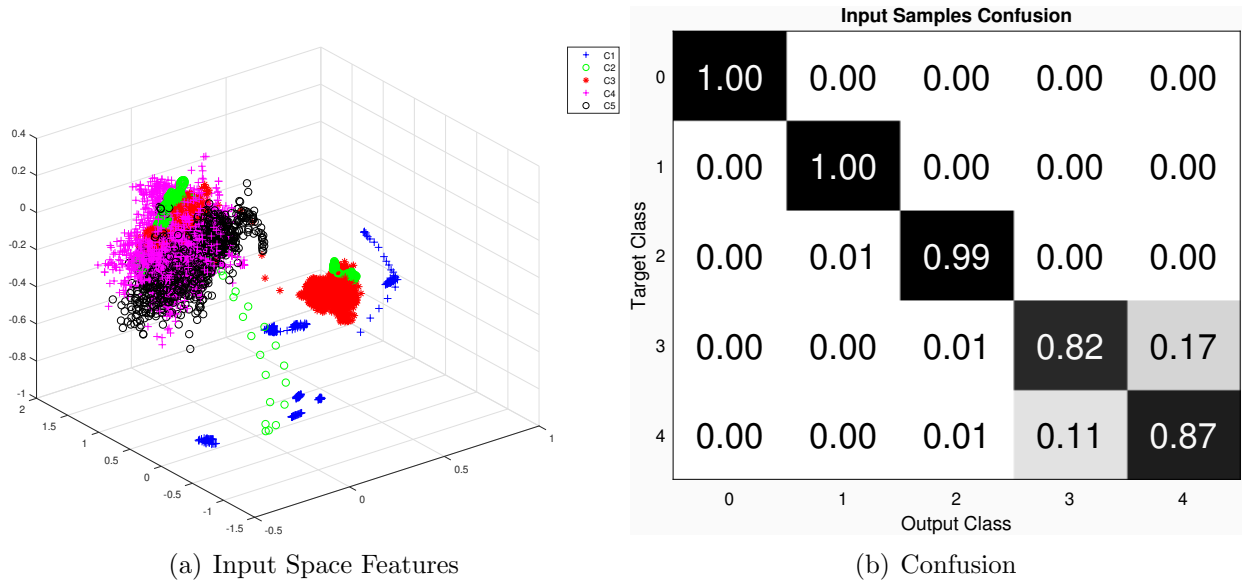 C1
C2
C3
C4
C5
0.4
0.2
0
-0.2
-0.4
-0.6
-0.8
-1
2
1.5
1
0.5
0
-0.5
-1
-1.5
-0.5
0
0.5
1
(a) Input Space Features
Input Samples Confusion
Target Class
0 1.00 0.00 0.00 0.00 0.00
1 0.00 1.00 0.00 0.00 0.00
2 0.00 0.01 0.99 0.00 0.00
3 0.00 0.00 0.01 0.82 0.17
4 0.00 0.00 0.01 0.11 0.87
0 1 2 3 4
Output Class
(b) Confusion